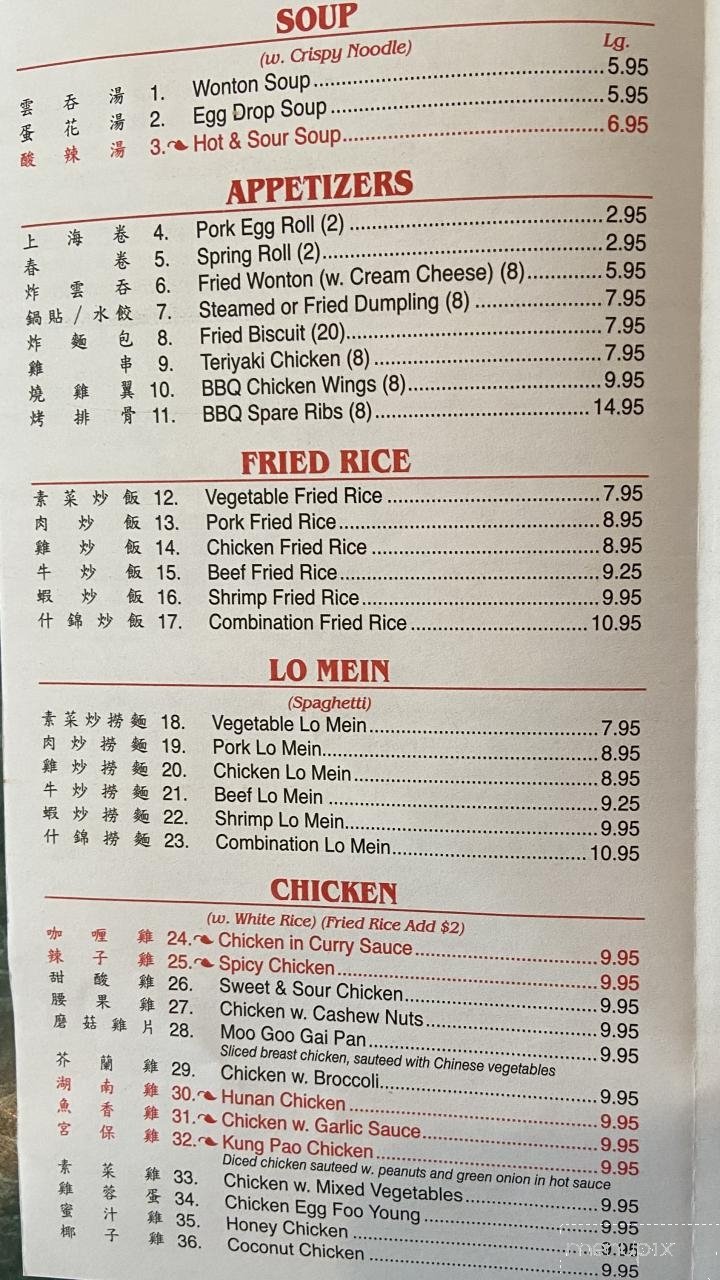 SOUP
(w. Crispy Noodle) Lg.
雲吞湯 1. Wonton Soup 5.95
蛋花湯 2. Egg Drop Soup 5.95
酸辣湯 3. Hot & Sour Soup 6.95
APPETIZERS
上海卷 4. Pork Egg Roll (2) 2.95
春卷 5. Spring Roll (2) 2.95
炸雲吞 6. Fried Wonton (w. Cream Cheese) (8) 5.95
鍋貼/水餃 7. Steamed or Fried Dumpling (8) 7.95
炸麵包 8. Fried Biscuit (20) 7.95
雞串 9. Teriyaki Chicken (8) 7.95
燒雞翼 10. BBQ Chicken Wings (8) 9.95
烤排骨 11. BBQ Spare Ribs (8) 14.95
FRIED RICE
素菜炒飯 12. Vegetable Fried Rice 7.95
肉炒飯 13. Pork Fried Rice 8.95
雞炒飯 14. Chicken Fried Rice 8.95
牛炒飯 15. Beef Fried Rice 9.25
蝦炒飯 16. Shrimp Fried Rice 9.95
什錦炒飯 17. Combination Fried Rice 10.95
LO MEIN
(Spaghetti)
素菜炒撈麵 18. Vegetable Lo Mein 7.95
肉炒撈麵 19. Pork Lo Mein 8.95
雞炒撈麵 20. Chicken Lo Mein 8.95
牛炒撈麵 21. Beef Lo Mein 9.25
蝦炒撈麵 22. Shrimp Lo Mein 9.95
什錦撈麵 23. Combination Lo Mein 10.95
CHICKEN
(w. White Rice) (Fried Rice Add $2)
咖喱雞 24. Chicken in Curry Sauce 9.95
辣子雞 25. Spicy Chicken 9.95
甜酸雞 26. Sweet & Sour Chicken 9.95
腰果雞 27. Chicken w. Cashew Nuts 9.95
磨菇雞片 28. Moo Goo Gai Pan 9.95
Sliced breast chicken, sauteed with Chinese vegetables
芥蘭雞 29. Chicken w. Broccoli 9.95
湖南雞 30. Hunan Chicken 9.95
魚香雞 31. Chicken w. Garlic Sauce 9.95
宮保雞 32. Kung Pao Chicken 9.95
Diced chicken sauteed w. peanuts and green onion in hot sauce
素菜雞 33. Chicken w. Mixed Vegetables 9.95
雞蓉蛋 34. Chicken Egg Foo Young 9.95
蜜汁雞 35. Honey Chicken 9.95
椰子雞 36. Coconut Chicken 9.95
menupix